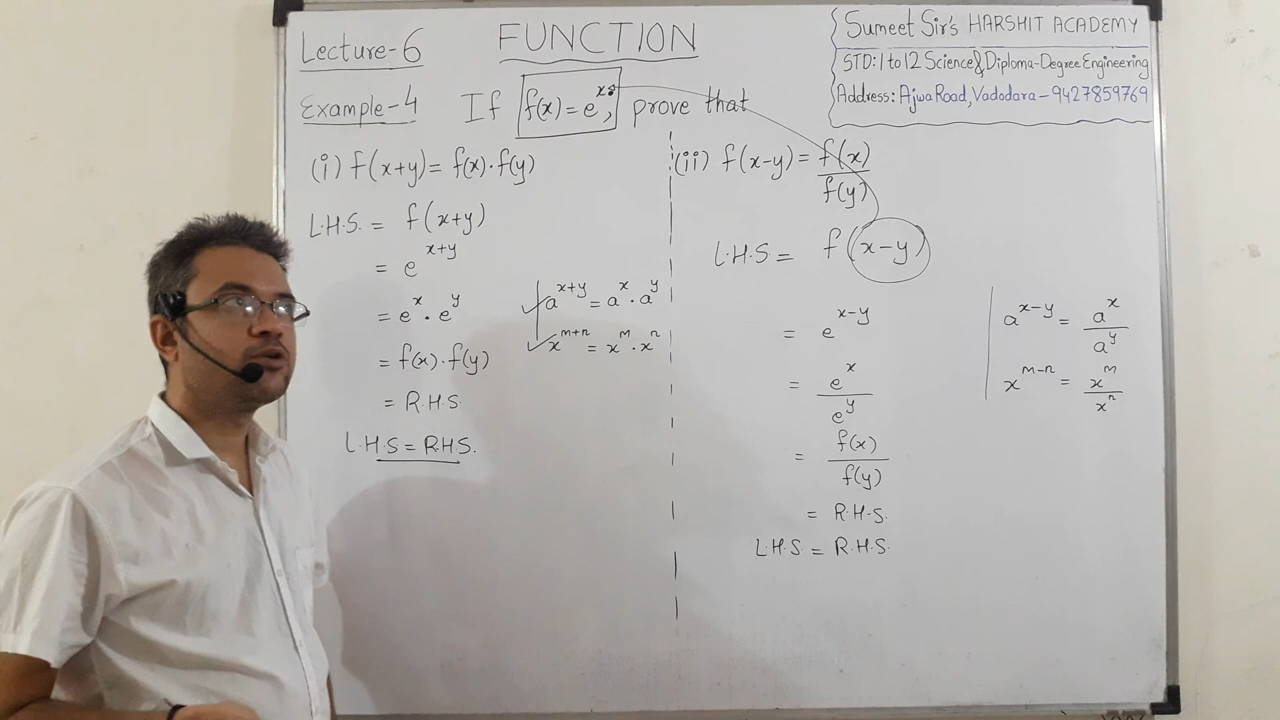 Lecture-6
FUNCTION
Sumeet Sir's HARSHIT ACADEMY
STD: 1 to 12 Science & Diploma-Degree Engineering
Address: Ajwa Road, Vadodara - 9427859769
Example-4 If f(x) = e^x, prove that
(i) f(x+y) = f(x)·f(y)
L.H.S. = f(x+y)
= e^{x+y}
= e^x · e^y
= f(x)·f(y)
= R.H.S.
L.H.S = R.H.S.
a^{x+y} = a^x · a^y
x^{m+n} = x^m · x^n
(ii) f(x-y) = f(x)/f(y)
L.H.S = f(x-y)
= e^{x-y}
= e^x/e^y
= f(x)/f(y)
= R.H.S.
L.H.S. = R.H.S.
a^{x-y} = a^x/a^y
x^{m-n} = x^m/x^n